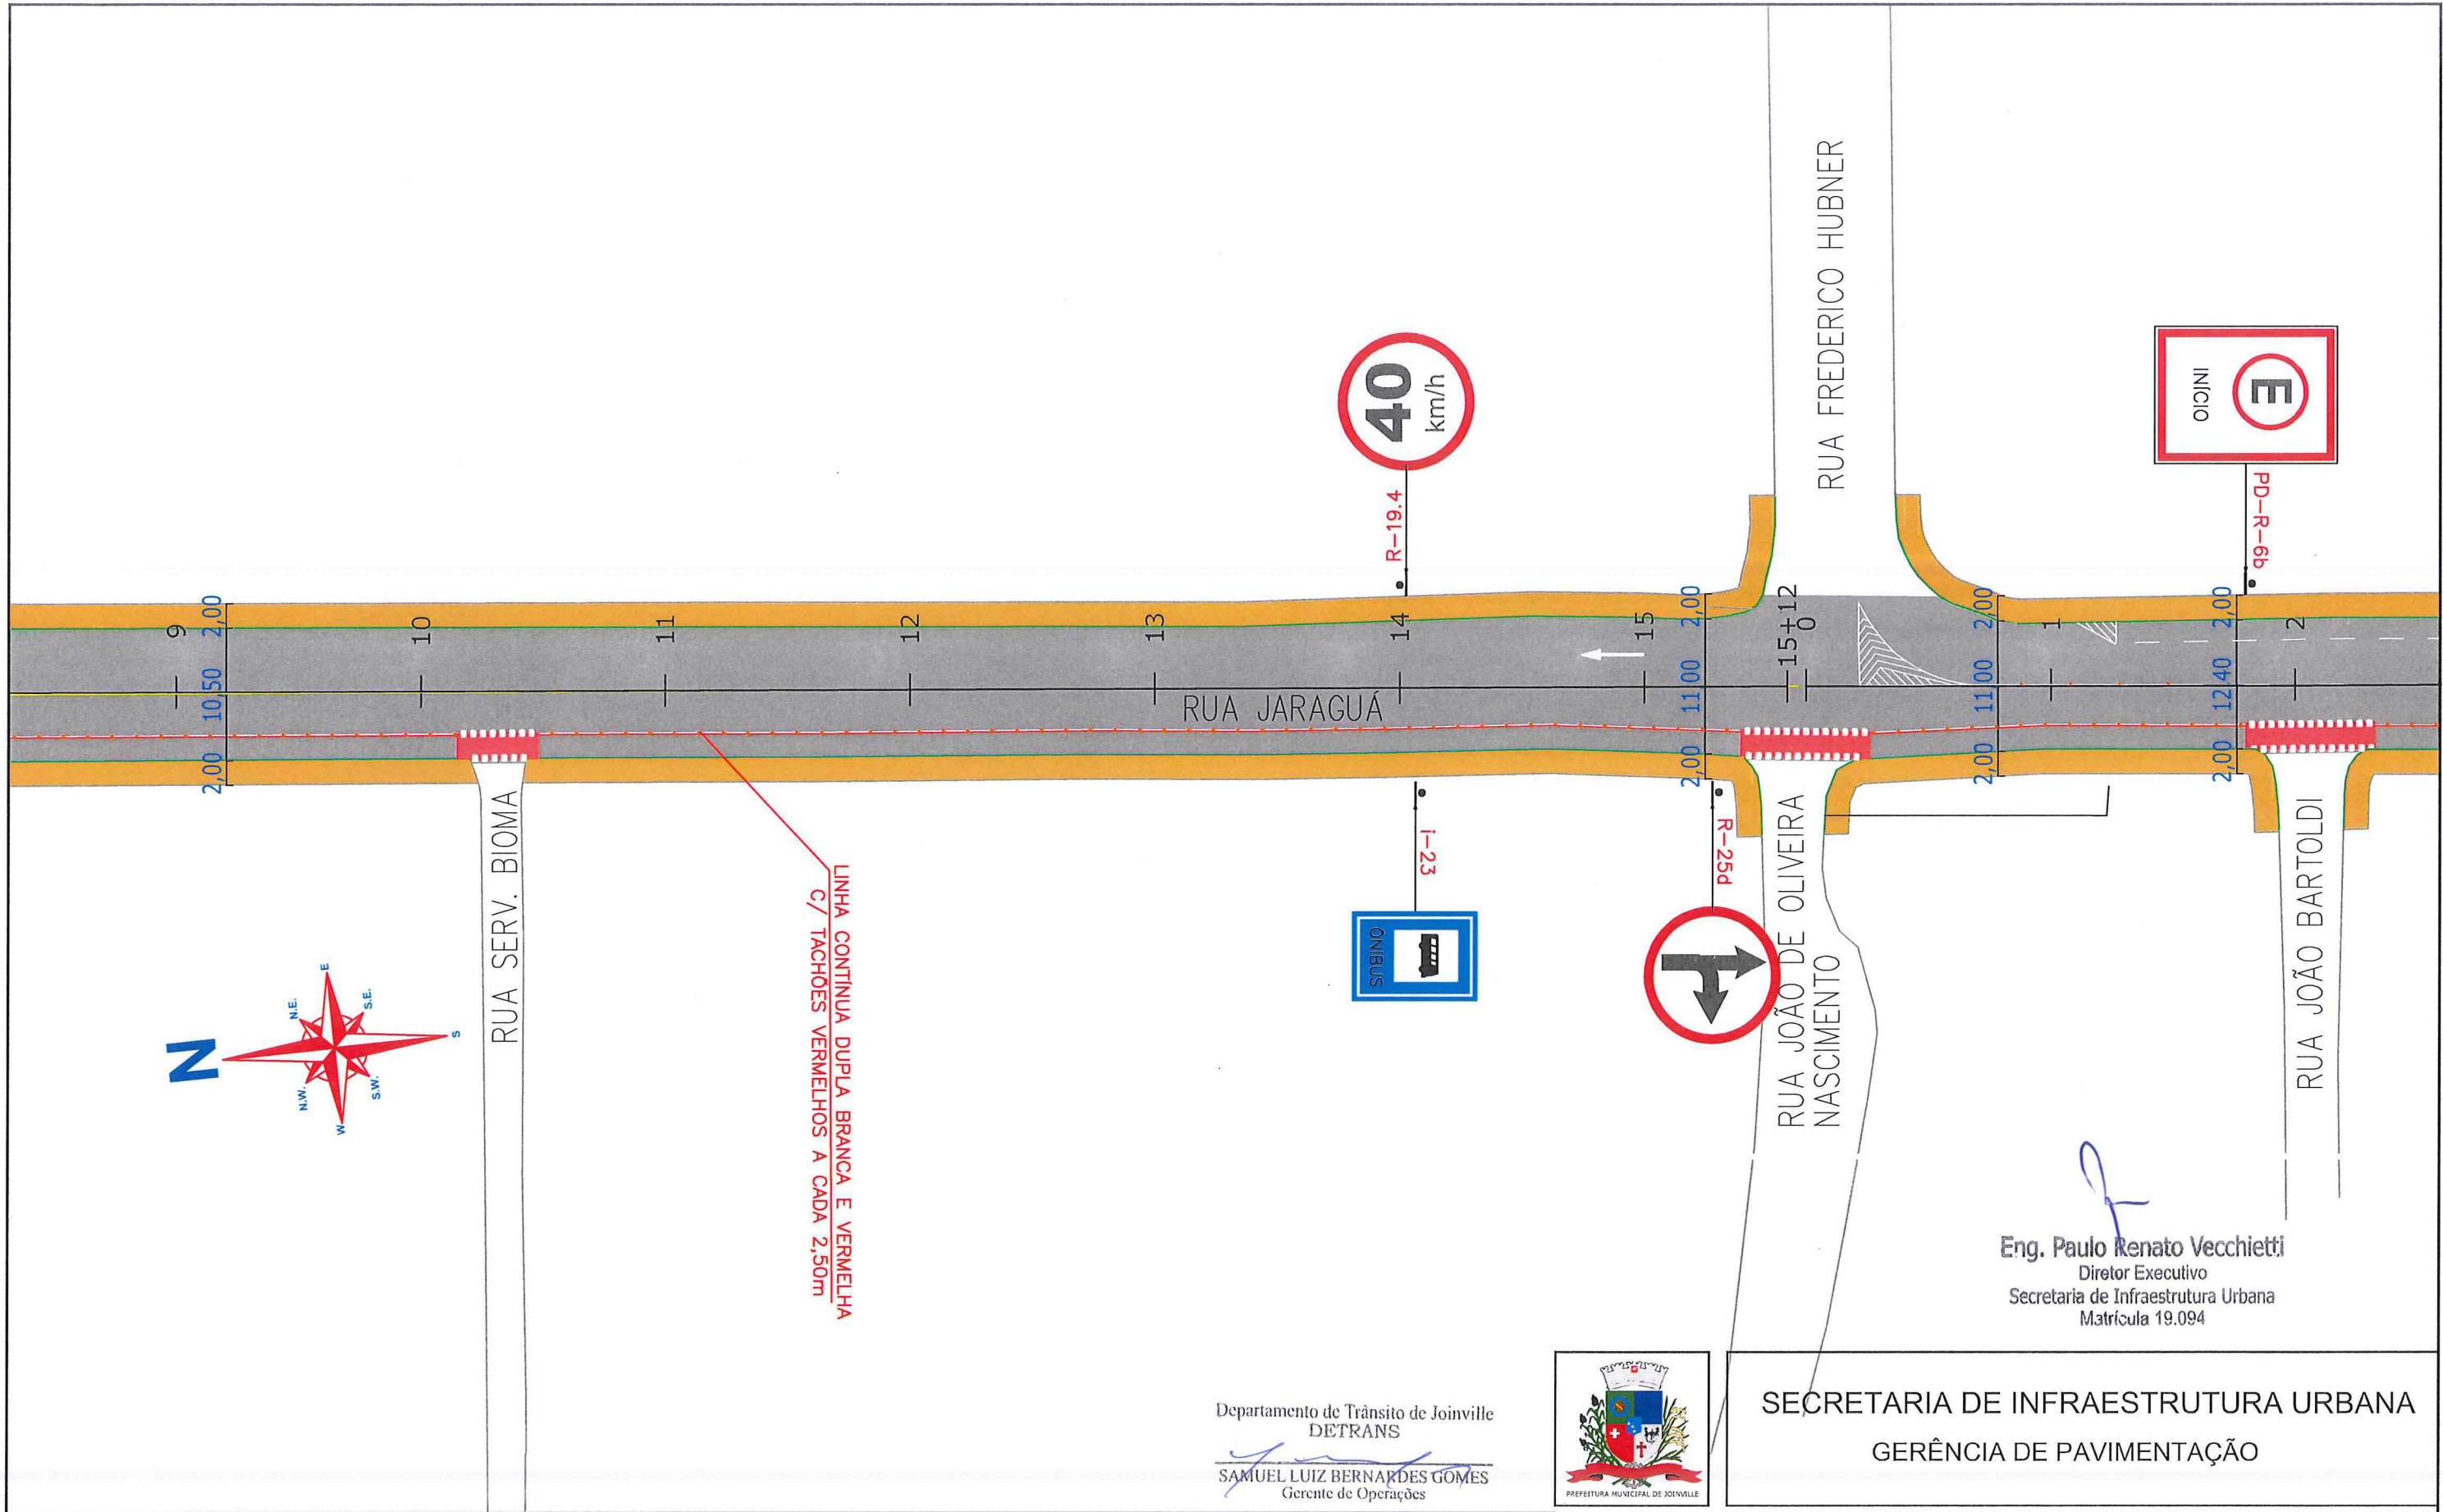 RUA FREDERICO HUBNER
40
km/h
R-19.4
E
INÍCIO
PD-R-6b
9
10
11
12
13
14
15
15+12
0
1
2
2,00
10,50
2,00
2,00
11,00
2,00
2,00
11,00
2,00
2,00
12,40
2,00
RUA JARAGUÁ
RUA SERV. BIOMA
LINHA CONTÍNUA DUPLA BRANCA E VERMELHA
C/ TACHÕES VERMELHOS A CADA 2,50m
i-23
ÔNIBUS
R-25d
RUA JOÃO DE OLIVEIRA
NASCIMENTO
RUA JOÃO BARTOLDI
N
N.E.
E
S.E.
S
S.W.
W
N.W.
Eng. Paulo Renato Vecchietti
Diretor Executivo
Secretaria de Infraestrutura Urbana
Matrícula 19.094
Departamento de Trânsito de Joinville
DETRANS
SAMUEL LUIZ BERNARDES GOMES
Gerente de Operações
PREFEITURA MUNICIPAL DE JOINVILLE
SECRETARIA DE INFRAESTRUTURA URBANA
GERÊNCIA DE PAVIMENTAÇÃO